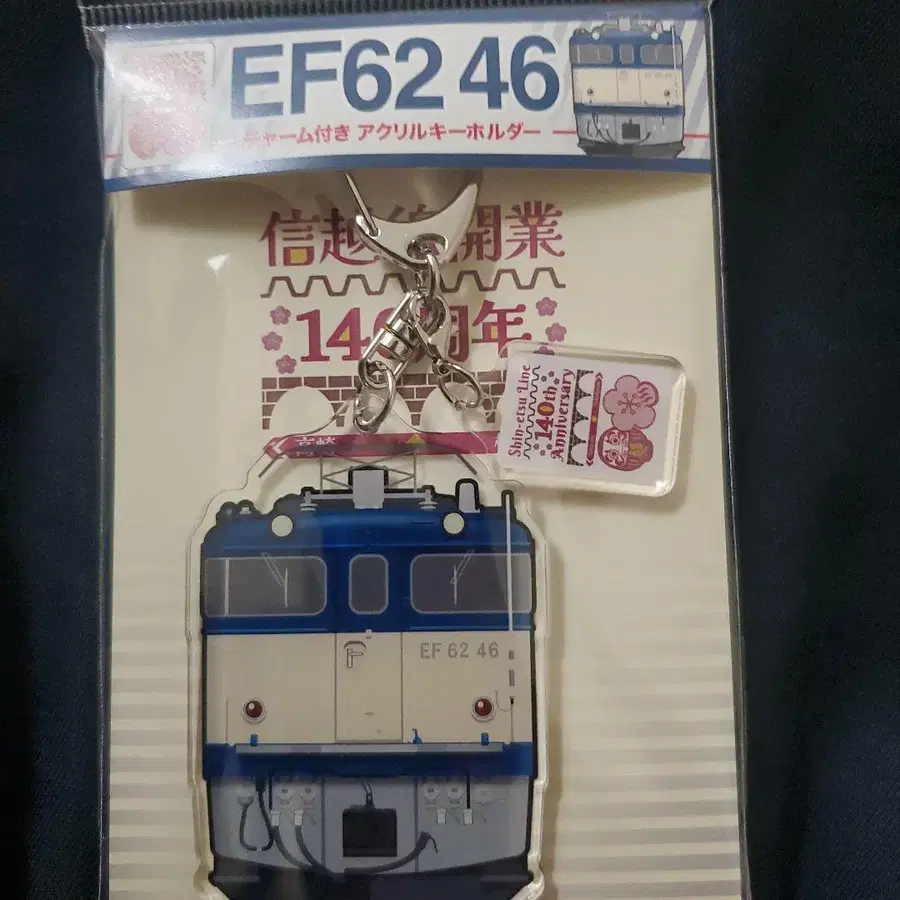 EF62 46
チャーム付き アクリルキーホルダー
信越線開業
140周年
Shin-etsu Line
140th
Anniversary
EF 62 46